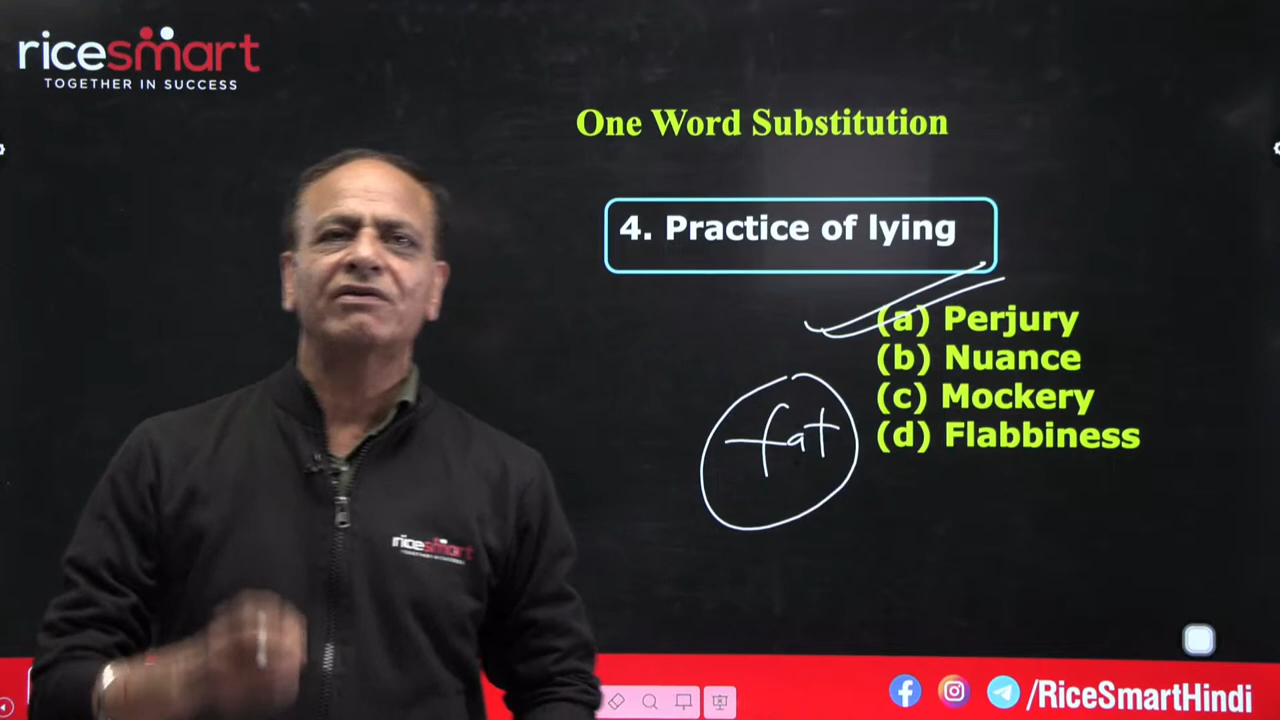 ricesmart
TOGETHER IN SUCCESS
One Word Substitution
4. Practice of lying
(a) Perjury
(b) Nuance
(c) Mockery
(d) Flabbiness
fat
ricesmart
/RiceSmartHindi